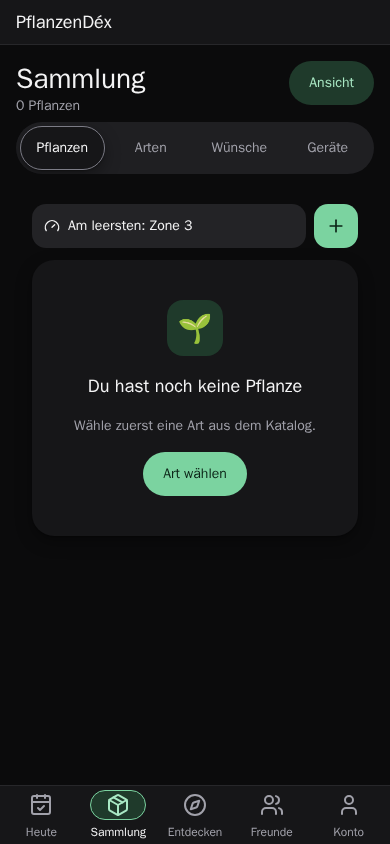 PflanzenDéx
Sammlung
Ansicht
0 Pflanzen
Pflanzen
Arten
Wünsche
Geräte
Am leersten: Zone 3
Du hast noch keine Pflanze
Wähle zuerst eine Art aus dem Katalog.
Art wählen
Heute
Sammlung
Entdecken
Freunde
Konto